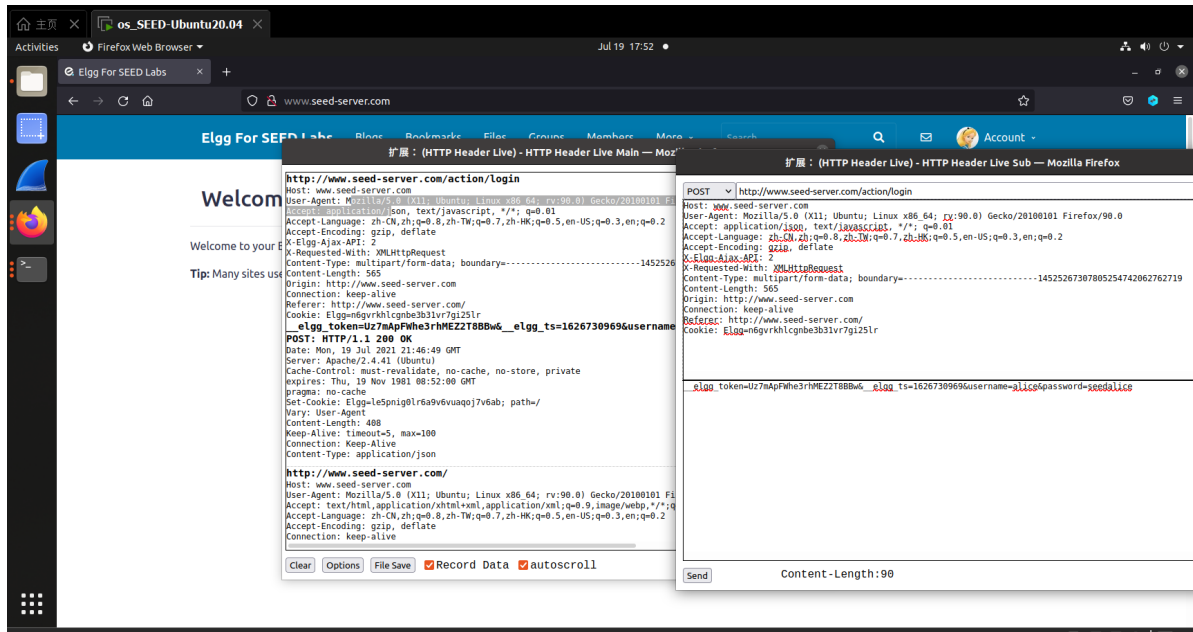 主页
os_SEED-Ubuntu20.04
Activities
Firefox Web Browser
Jul 19 17:52
Elgg For SEED Labs
www.seed-server.com
Elgg For SEED Labs Blogs Bookmarks Files Groups Members More Search Account
Welcom
Welcome to your E
Tip: Many sites use
扩展：(HTTP Header Live) - HTTP Header Live Main — Moz
http://www.seed-server.com/action/login
Host: www.seed-server.com
User-Agent: Mozilla/5.0 (X11; Ubuntu; Linux x86_64; rv:90.0) Gecko/20100101 Firef
Accept: application/json, text/javascript, */*; q=0.01
Accept-Language: zh-CN,zh;q=0.8,zh-TW;q=0.7,zh-HK;q=0.5,en-US;q=0.3,en;q=0.2
Accept-Encoding: gzip, deflate
X-Elgg-Ajax-API: 2
X-Requested-With: XMLHttpRequest
Content-Type: multipart/form-data; boundary=---------------------------1452526
Content-Length: 565
Origin: http://www.seed-server.com
Connection: keep-alive
Referer: http://www.seed-server.com/
Cookie: Elgg=n6gvrkhlcgnbe3b31vr7gi25lr
__elgg_token=Uz7mApFWhe3rhMEZ2T8BBw&__elgg_ts=1626730969&username
POST: HTTP/1.1 200 OK
Date: Mon, 19 Jul 2021 21:46:49 GMT
Server: Apache/2.4.41 (Ubuntu)
Cache-Control: must-revalidate, no-cache, no-store, private
expires: Thu, 19 Nov 1981 08:52:00 GMT
pragma: no-cache
Set-Cookie: Elgg=le5pnig0lr6a9v6vuaqoj7v6ab; path=/
Vary: User-Agent
Content-Length: 408
Keep-Alive: timeout=5, max=100
Connection: Keep-Alive
Content-Type: application/json
http://www.seed-server.com/
Host: www.seed-server.com
User-Agent: Mozilla/5.0 (X11; Ubuntu; Linux x86_64; rv:90.0) Gecko/20100101 Fi
Accept: text/html,application/xhtml+xml,application/xml;q=0.9,image/webp,*/*;q
Accept-Language: zh-CN,zh;q=0.8,zh-TW;q=0.7,zh-HK;q=0.5,en-US;q=0.3,en;q=0.2
Accept-Encoding: gzip, deflate
Connection: keep-alive
Clear Options File Save Record Data autoscroll
扩展：(HTTP Header Live) - HTTP Header Live Sub — Mozilla Firefox
POST http://www.seed-server.com/action/login
Host: www.seed-server.com
User-Agent: Mozilla/5.0 (X11; Ubuntu; Linux x86_64; rv:90.0) Gecko/20100101 Firefox/90.0
Accept: application/json, text/javascript, */*; q=0.01
Accept-Language: zh-CN,zh;q=0.8,zh-TW;q=0.7,zh-HK;q=0.5,en-US;q=0.3,en;q=0.2
Accept-Encoding: gzip, deflate
X-Elgg-Ajax-API: 2
X-Requested-With: XMLHttpRequest
Content-Type: multipart/form-data; boundary=---------------------------14525267307805254742062762719
Content-Length: 565
Origin: http://www.seed-server.com
Connection: keep-alive
Referer: http://www.seed-server.com/
Cookie: Elgg=n6gvrkhlcgnbe3b31vr7gi25lr
__elgg_token=Uz7mApFWhe3rhMEZ2T8BBw&__elgg_ts=1626730969&username=alice&password=seedalice
Send Content-Length:90